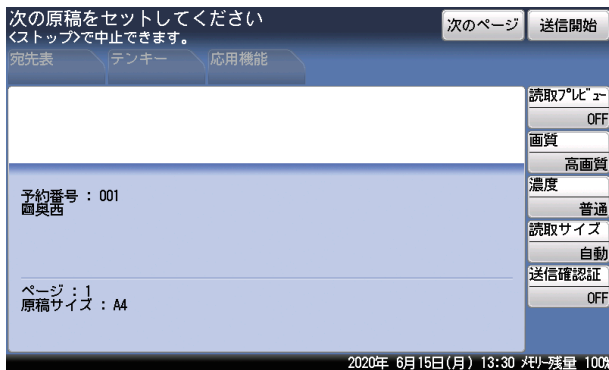 次の原稿をセットしてください
<ストップ>で中止できます。
次のページ
送信開始
宛先表
テンキー
応用機能
読取プレビュー
OFF
画質
高画質
濃度
普通
読取サイズ
自動
送信確認証
OFF
予約番号 : 001
奥西
ページ : 1
原稿サイズ : A4
2020年 6月15日(月) 13:30 メモリー残量 100%